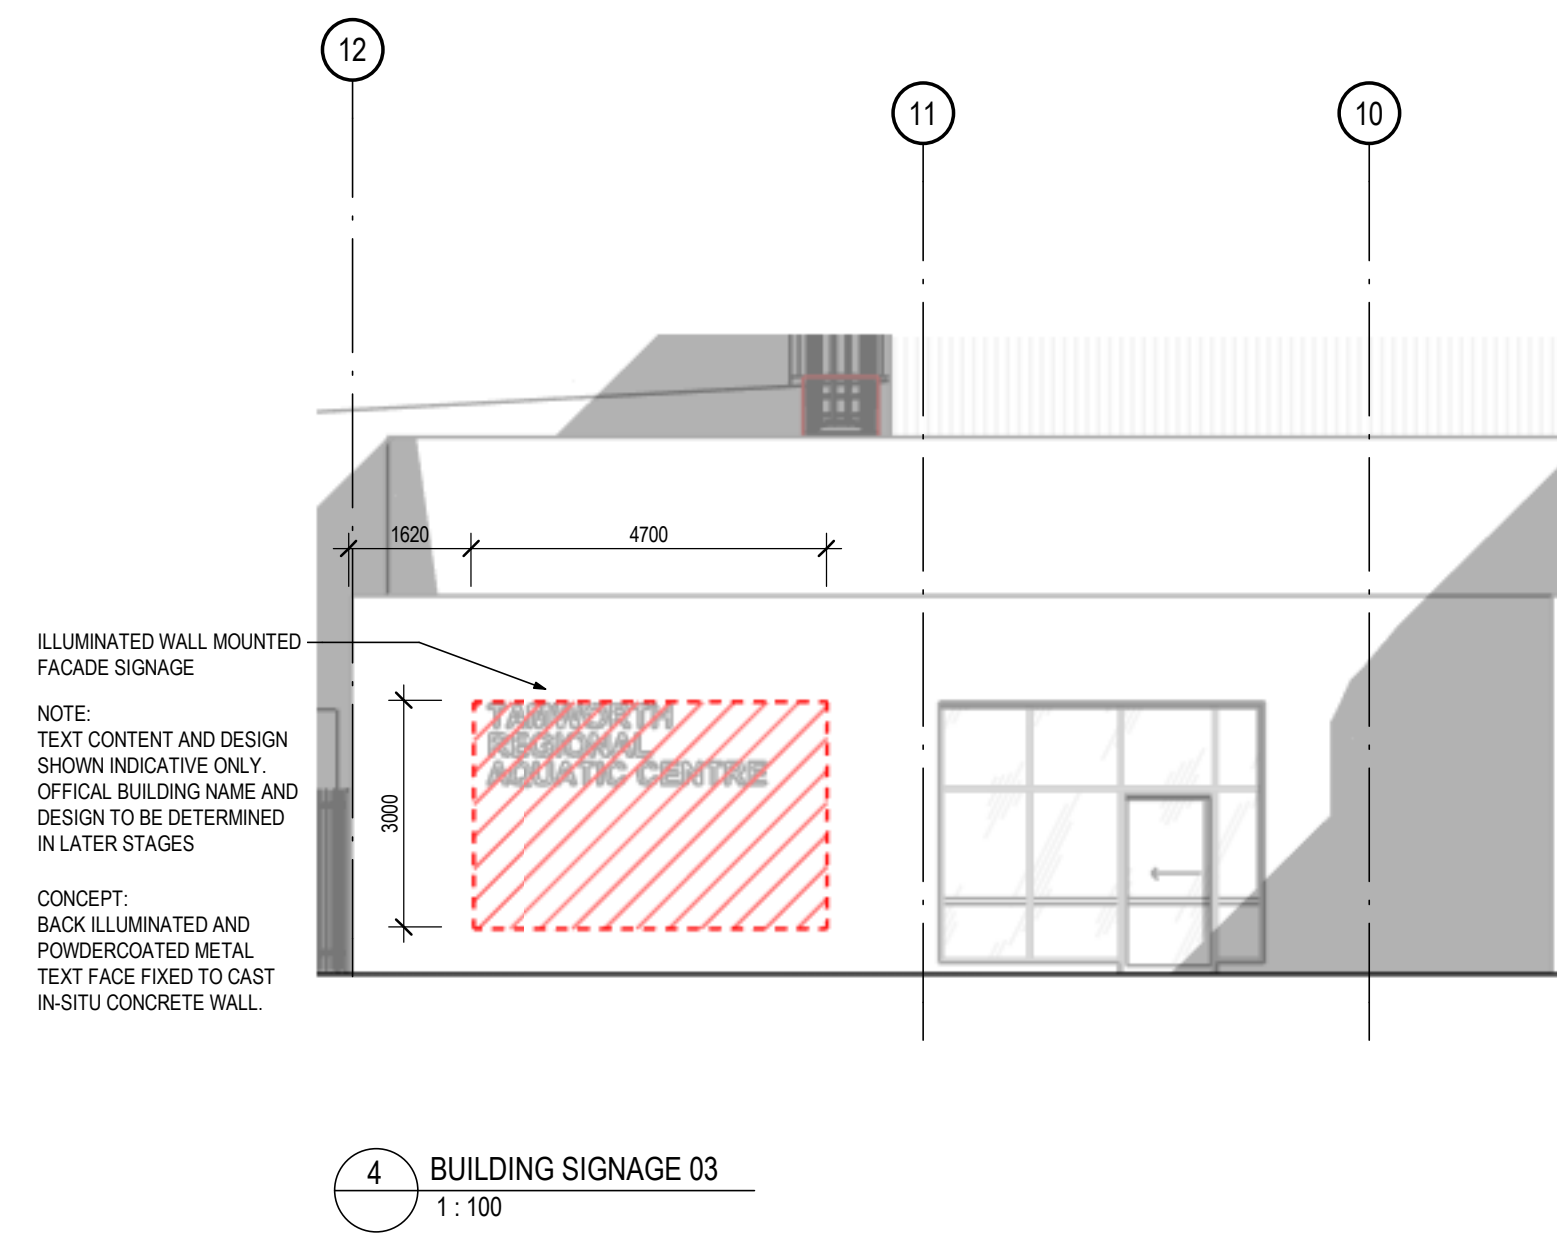 12
11
10
1620
4700
ILLUMINATED WALL MOUNTED
FACADE SIGNAGE
NOTE:
TEXT CONTENT AND DESIGN
SHOWN INDICATIVE ONLY.
OFFICAL BUILDING NAME AND
DESIGN TO BE DETERMINED
IN LATER STAGES
CONCEPT:
BACK ILLUMINATED AND
POWDERCOATED METAL
TEXT FACE FIXED TO CAST
IN-SITU CONCRETE WALL.
3000
TAMWORTH
REGIONAL
AQUATIC CENTRE
4
BUILDING SIGNAGE 03
1 : 100